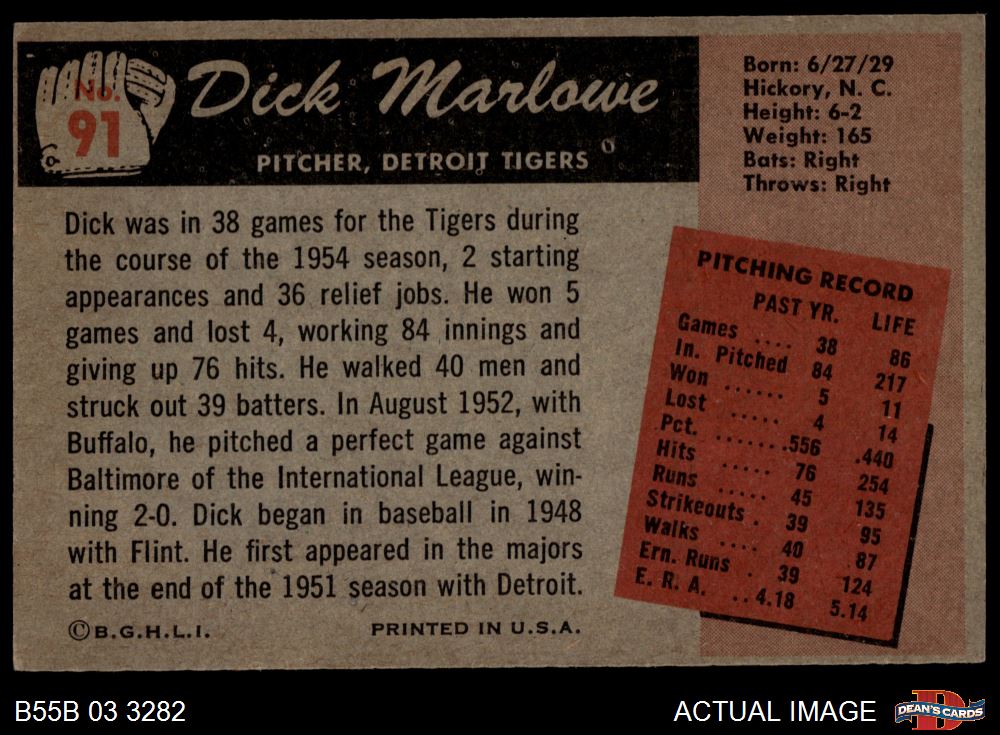 No.
91
Dick Marlowe
PITCHER, DETROIT TIGERS
Born: 6/27/29
Hickory, N. C.
Height: 6-2
Weight: 165
Bats: Right
Throws: Right
Dick was in 38 games for the Tigers during
the course of the 1954 season, 2 starting
appearances and 36 relief jobs. He won 5
games and lost 4, working 84 innings and
giving up 76 hits. He walked 40 men and
struck out 39 batters. In August 1952, with
Buffalo, he pitched a perfect game against
Baltimore of the International League, win-
ning 2-0. Dick began in baseball in 1948
with Flint. He first appeared in the majors
at the end of the 1951 season with Detroit.
©B.G.H.L.I. PRINTED IN U.S.A.
PITCHING RECORD
PAST YR. LIFE
Games .... 38 86
In. Pitched 84 217
Won ...... 5 11
Lost ..... 4 14
Pct. .......556 .440
Hits ..... 76 254
Runs ..... 45 135
Strikeouts . 39 95
Walks .... 40 87
Ern. Runs . 39 124
E. R. A. ..4.18 5.14
B55B 03 3282
ACTUAL IMAGE
D
DEAN'S CARDS